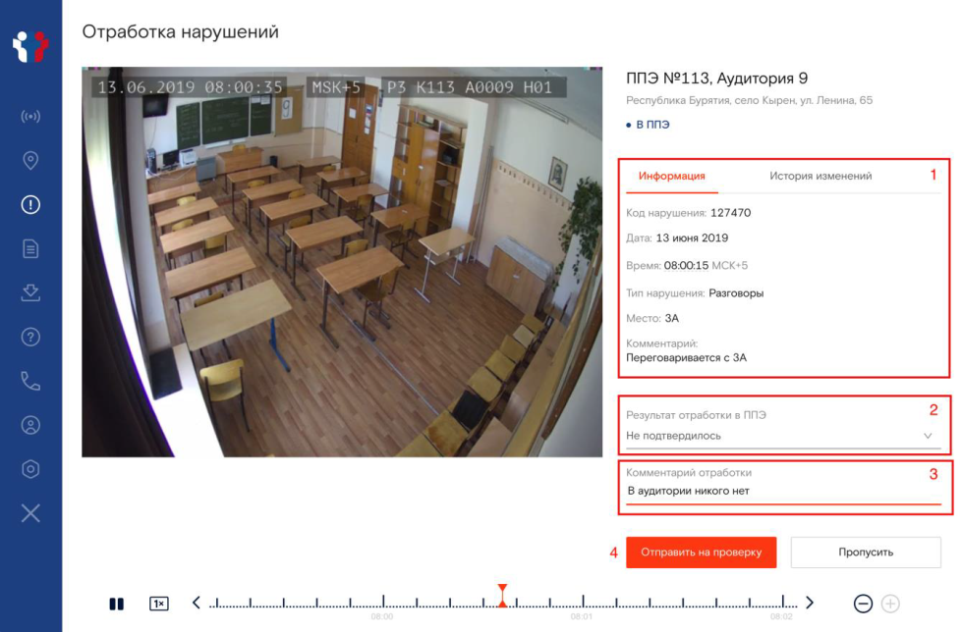 Отработка нарушений
13.06.2019 08:00:35 MSK+5 P3 K113 A0009 H01
ППЭ №113, Аудитория 9
Республика Бурятия, село Кырен, ул. Ленина, 65
• В ППЭ
Информация История изменений 1
Код нарушения: 127470
Дата: 13 июня 2019
Время: 08:00:15 МСК+5
Тип нарушения: Разговоры
Место: 3А
Комментарий:
Переговаривается с 3А
Результат отработки в ППЭ 2
Не подтвердилось
Комментарий отработки 3
В аудитории никого нет
4 Отправить на проверку Пропустить
1×
08:00 08:01 08:02